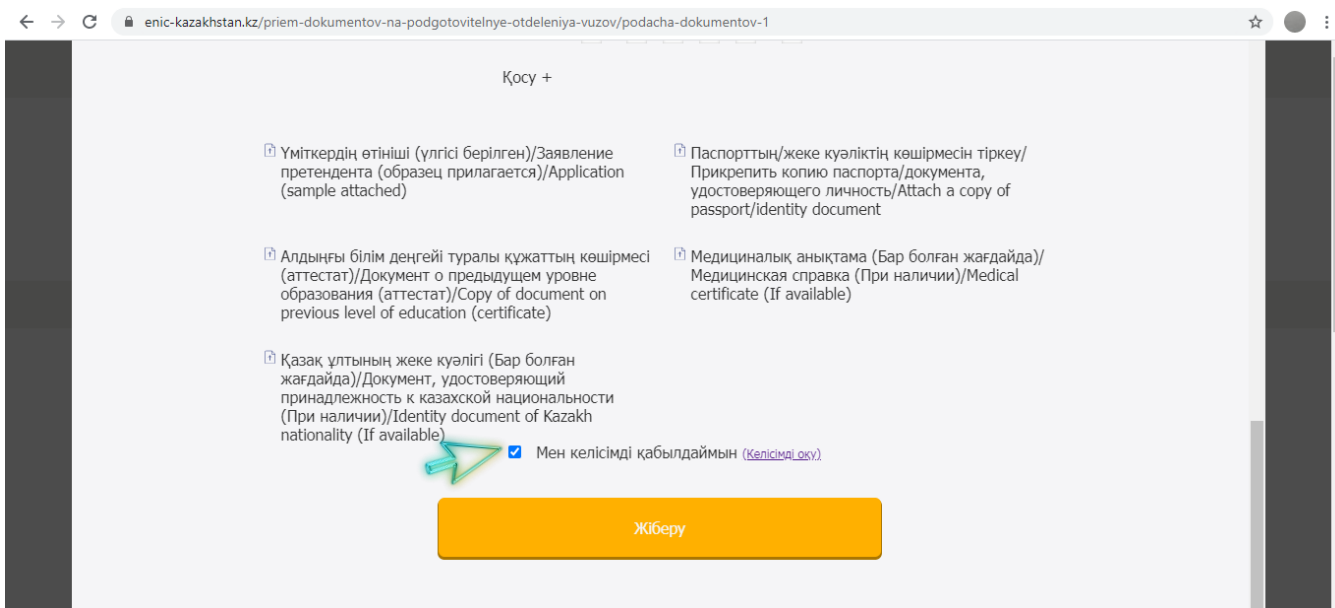 enic-kazakhstan.kz/priem-dokumentov-na-podgotovitelnye-otdeleniya-vuzov/podacha-dokumentov-1
Қосу +
Үміткердің өтініші (үлгісі берілген)/Заявление
претендента (образец прилагается)/Application
(sample attached)
Паспорттың/жеке куәліктің көшірмесін тіркеу/
Прикрепить копию паспорта/документа,
удостоверяющего личность/Attach a copy of
passport/identity document
Алдыңғы білім деңгейі туралы құжаттың көшірмесі
(аттестат)/Документ о предыдущем уровне
образования (аттестат)/Copy of document on
previous level of education (certificate)
Медициналық анықтама (Бар болған жағдайда)/
Медицинская справка (При наличии)/Medical
certificate (If available)
Қазақ ұлтының жеке куәлігі (Бар болған
жағдайда)/Документ, удостоверяющий
принадлежность к казахской национальности
(При наличии)/Identity document of Kazakh
nationality (If available)
Мен келісімді қабылдаймын (Келісімді оқу)
Жіберу